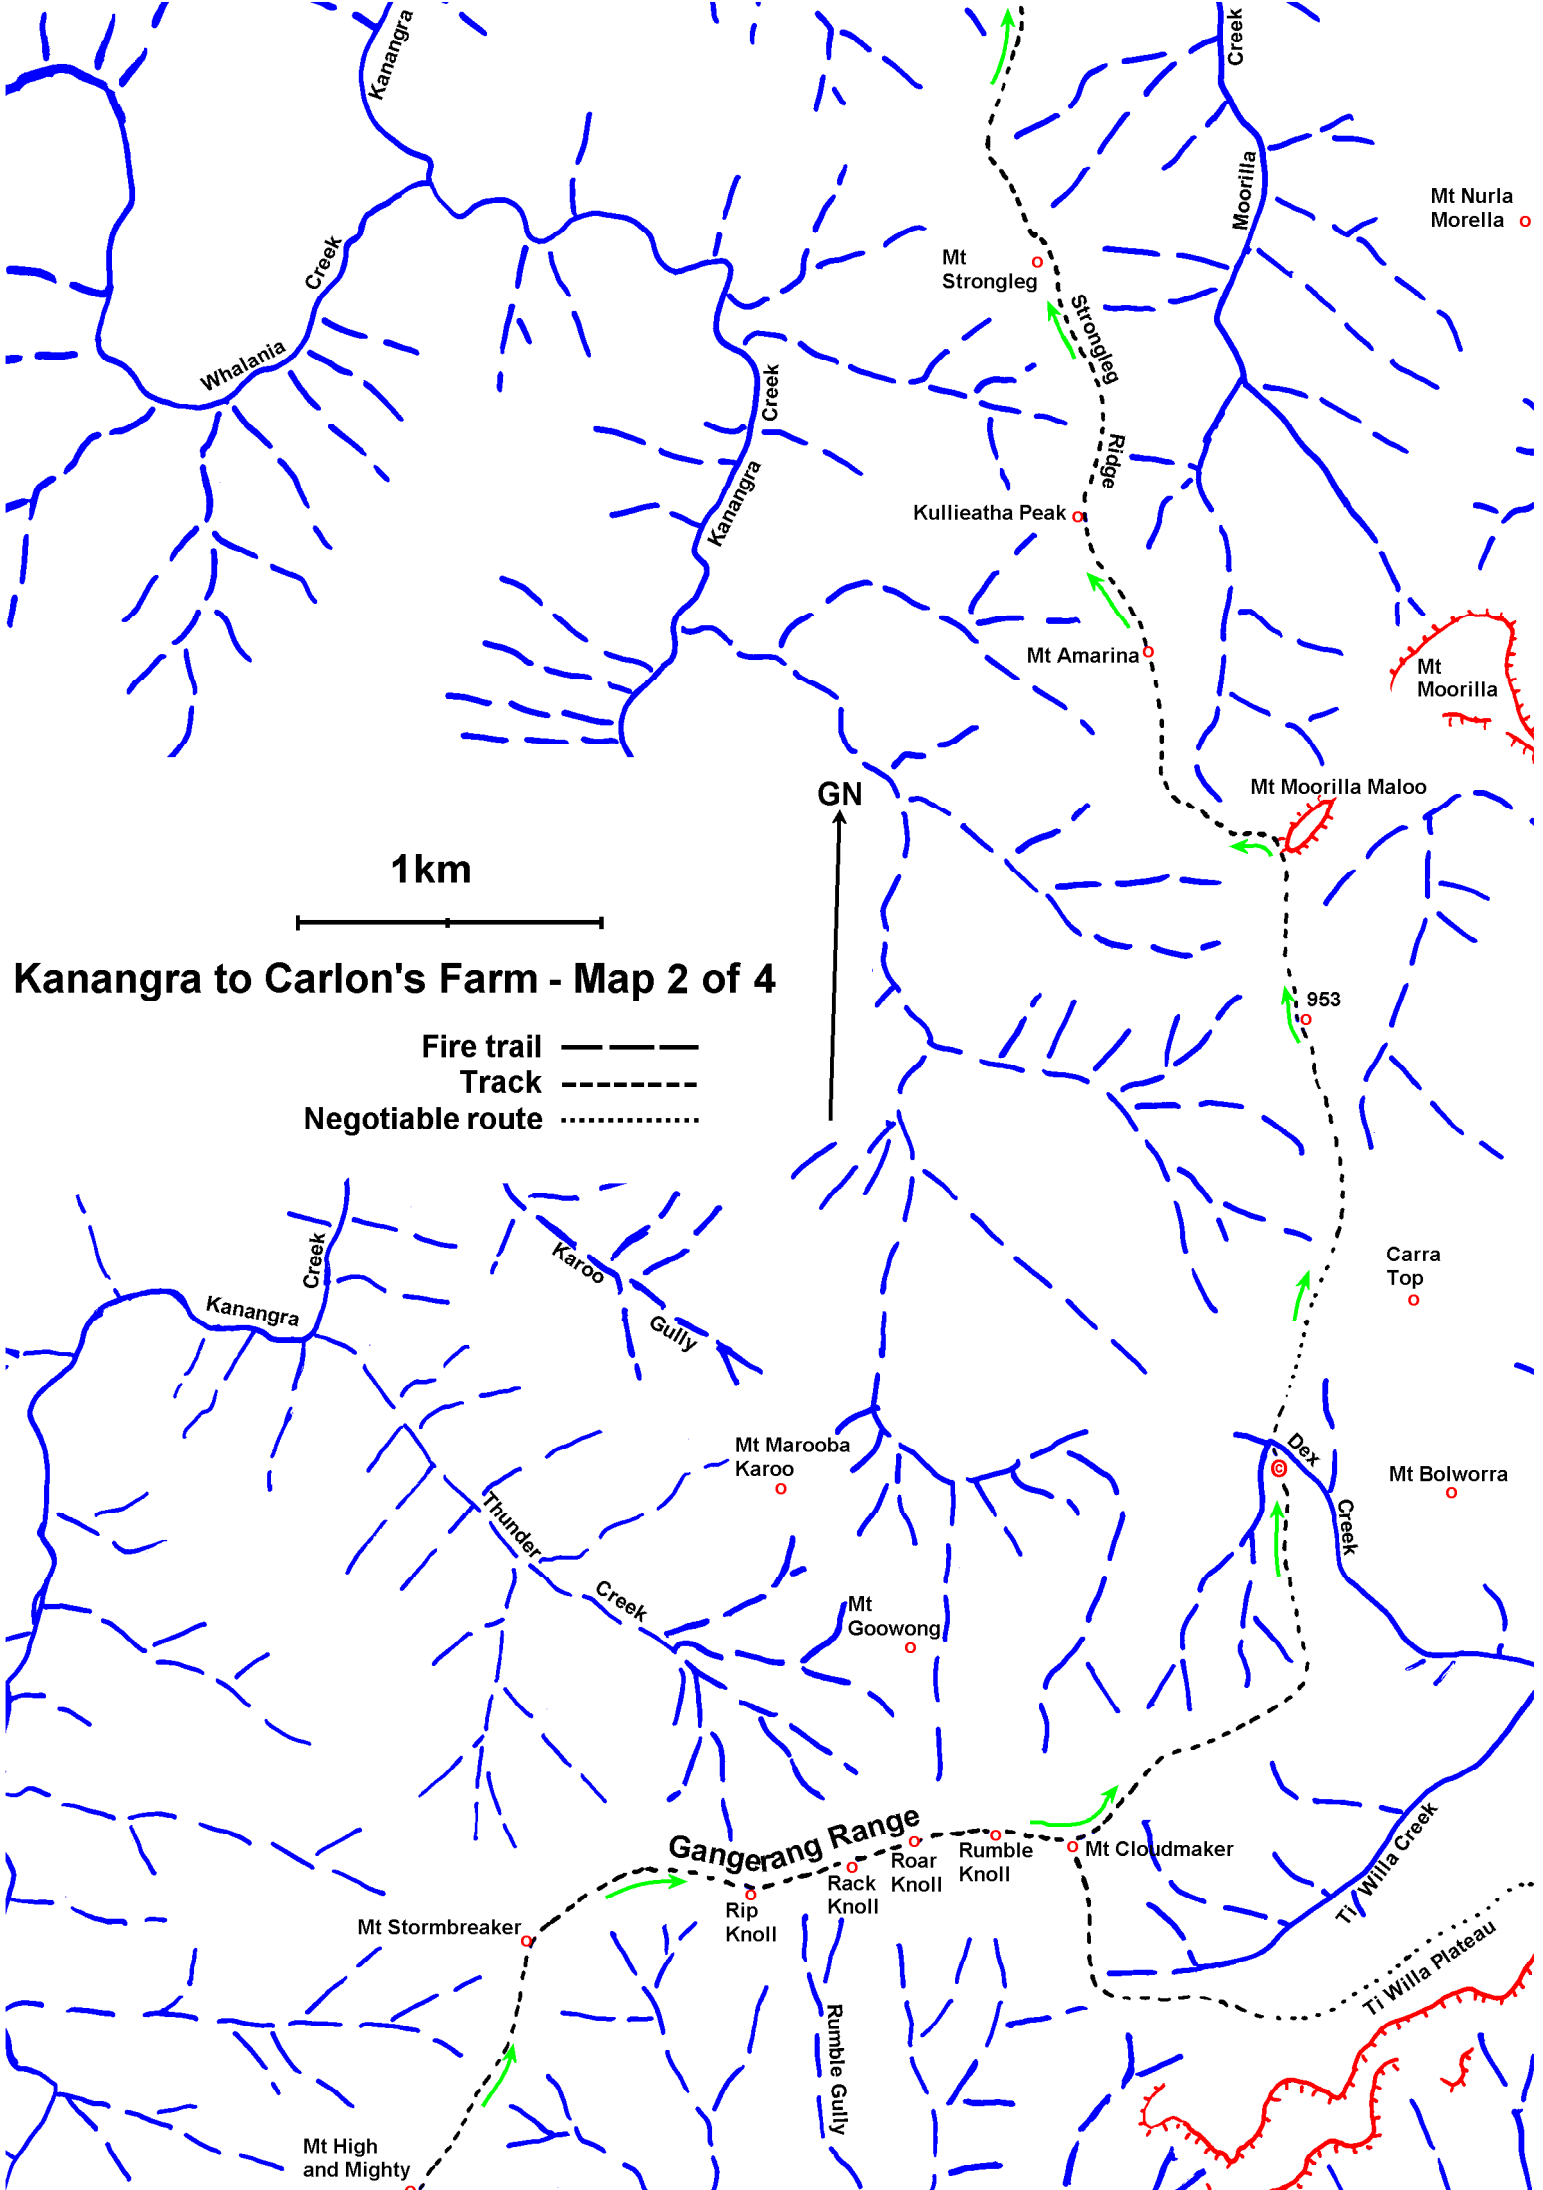 Kanangra
Creek
Moorilla
Mt Nurla
Morella
Creek
Mt
Strongleg
Strongleg
Whalania
Creek
Ridge
Kanangra
Kullieatha Peak
Mt Amarina
Mt
Moorilla
Mt Moorilla Maloo
GN
1km
Kanangra to Carlon's Farm - Map 2 of 4
953
Fire trail
Track
Negotiable route
Creek
Karoo
Carra
Top
Kanangra
Gully
Mt Marooba
Karoo
Dex
©
Mt Bolworra
Thunder
Creek
Creek
Mt
Goowong
Gangerang Range
Rumble
Knoll
Mt Cloudmaker
Roar
Knoll
Rack
Knoll
Rip
Knoll
Ti Willa Creek
Mt Stormbreaker
Ti Willa Plateau
Rumble Gully
Mt High
and Mighty